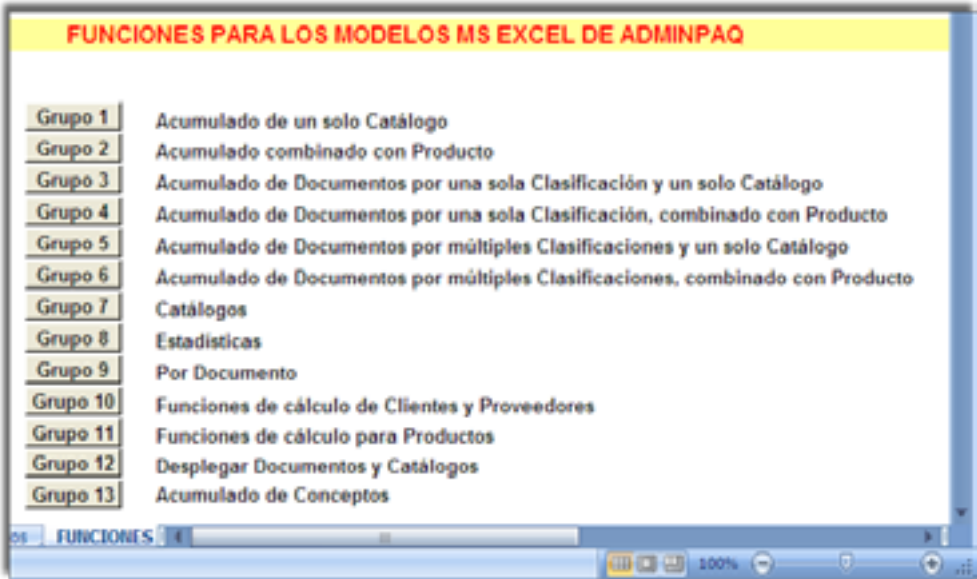 FUNCIONES PARA LOS MODELOS MS EXCEL DE ADMINPAQ
Grupo 1 Acumulado de un solo Catálogo
Grupo 2 Acumulado combinado con Producto
Grupo 3 Acumulado de Documentos por una sola Clasificación y un solo Catálogo
Grupo 4 Acumulado de Documentos por una sola Clasificación, combinado con Producto
Grupo 5 Acumulado de Documentos por múltiples Clasificaciones y un solo Catálogo
Grupo 6 Acumulado de Documentos por múltiples Clasificaciones, combinado con Producto
Grupo 7 Catálogos
Grupo 8 Estadísticas
Grupo 9 Por Documento
Grupo 10 Funciones de cálculo de Clientes y Proveedores
Grupo 11 Funciones de cálculo para Productos
Grupo 12 Desplegar Documentos y Catálogos
Grupo 13 Acumulado de Conceptos
os FUNCIONES
100%